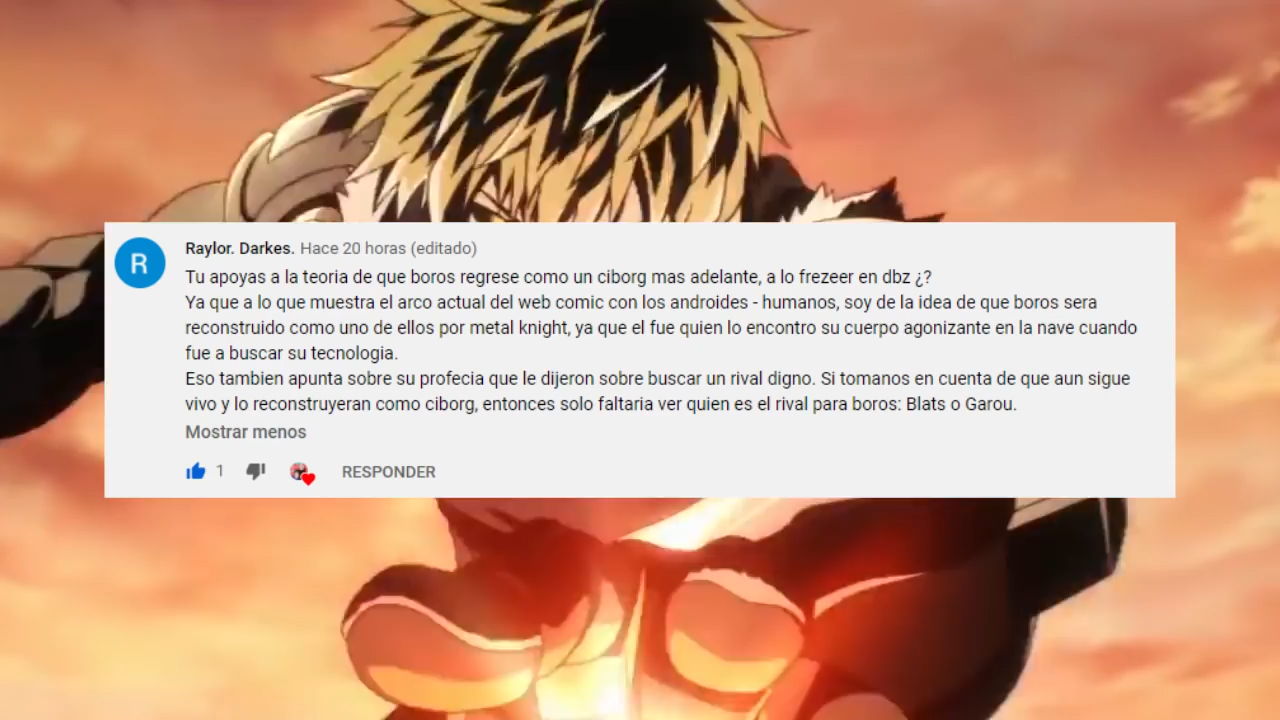 R
Raylor. Darkes. Hace 20 horas (editado)
Tu apoyas a la teoria de que boros regrese como un ciborg mas adelante, a lo frezeer en dbz ¿?
Ya que a lo que muestra el arco actual del web comic con los androides - humanos, soy de la idea de que boros sera
reconstruido como uno de ellos por metal knight, ya que el fue quien lo encontro su cuerpo agonizante en la nave cuando
fue a buscar su tecnologia.
Eso tambien apunta sobre su profecia que le dijeron sobre buscar un rival digno. Si tomanos en cuenta de que aun sigue
vivo y lo reconstruyeran como ciborg, entonces solo faltaria ver quien es el rival para boros: Blats o Garou.
Mostrar menos
1 RESPONDER